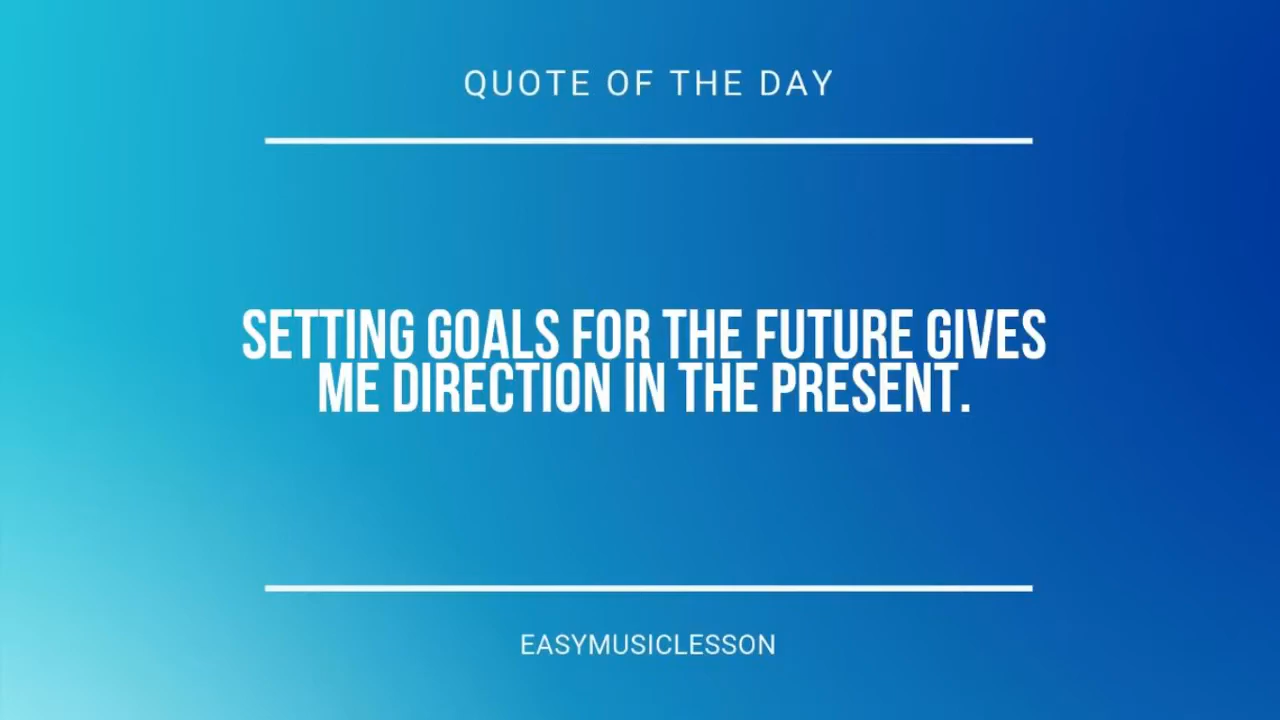 QUOTE OF THE DAY
SETTING GOALS FOR THE FUTURE GIVES
ME DIRECTION IN THE PRESENT.
EASYMUSICLESSON